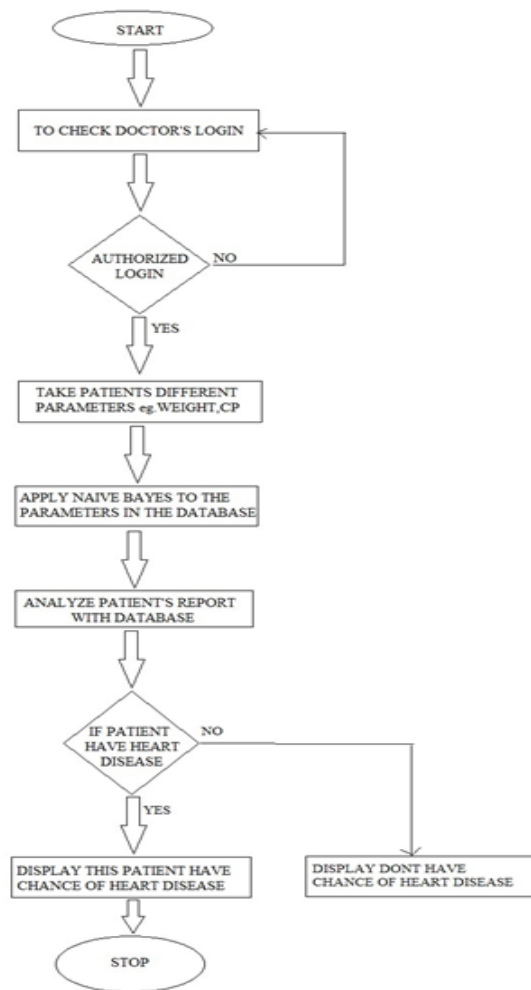 START
TO CHECK DOCTOR'S LOGIN
AUTHORIZED
LOGIN
NO
YES
TAKE PATIENTS DIFFERENT
PARAMETERS eg.WEIGHT,CP
APPLY NAIVE BAYES TO THE
PARAMETERS IN THE DATABASE
ANALYZE PATIENT'S REPORT
WITH DATABASE
IF PATIENT
HAVE HEART
DISEASE
NO
YES
DISPLAY THIS PATIENT HAVE
CHANCE OF HEART DISEASE
DISPLAY DONT HAVE
CHANCE OF HEART DISEASE
STOP